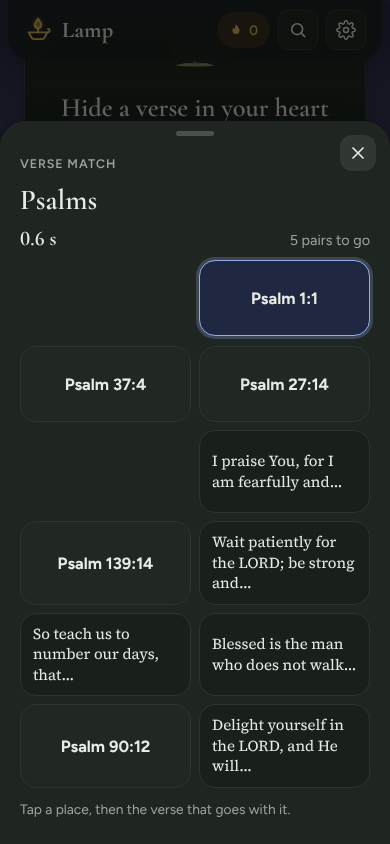 Lamp
0
Hide a verse in your heart
VERSE MATCH
Psalms
0.6 s
5 pairs to go
Psalm 1:1
Psalm 37:4
Psalm 27:14
I praise You, for I
am fearfully and...
Psalm 139:14
Wait patiently for
the LORD; be strong
and...
So teach us to
number our days,
that...
Blessed is the man
who does not walk...
Psalm 90:12
Delight yourself in
the LORD, and He
will...
Tap a place, then the verse that goes with it.